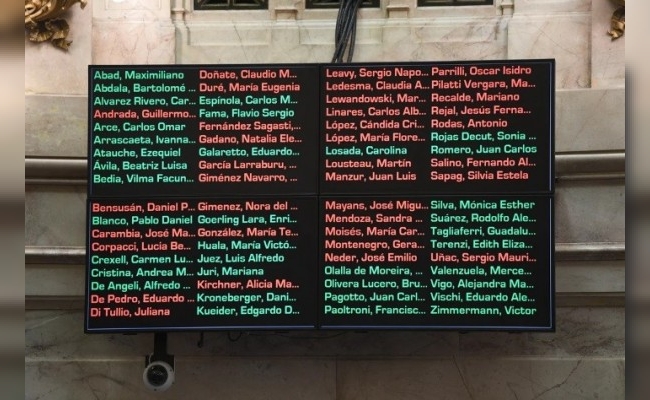 Abad, Maximiliano
Abdala, Bartolomé ...
Alvarez Rivero, Car...
Andrada, Guillermo...
Arce, Carlos Omar
Arrascaeta, Ivanna...
Atauche, Ezequiel
Ávila, Beatriz Luisa
Bedia, Vilma Facun...
Doñate, Claudio M...
Duré, María Eugenia
Espínola, Carlos M...
Fama, Flavio Sergio
Fernández Sagasti,...
Gadano, Natalia Ele...
Galaretto, Eduardo...
García Larraburu, ...
Giménez Navarro, ...
Leavy, Sergio Napo...
Ledesma, Claudia A...
Lewandowski, Mar...
Linares, Carlos Alb...
López, Cándida Cri...
López, María Flore...
Losada, Carolina
Lousteau, Martín
Manzur, Juan Luis
Parrilli, Oscar Isidro
Pilatti Vergara, Ma...
Recalde, Mariano
Rejal, Jesús Ferna...
Rodas, Antonio
Rojas Decut, Sonia ...
Romero, Juan Carlos
Salino, Fernando Al...
Sapag, Silvia Estela
Bensusán, Daniel P...
Blanco, Pablo Daniel
Carambia, José Ma...
Corpacci, Lucia Be...
Crexell, Carmen Lu...
Cristina, Andrea M...
De Angeli, Alfredo ...
De Pedro, Eduardo ...
Di Tullio, Juliana
Gimenez, Nora del ...
Goerling Lara, Enri...
González, María Te...
Huala, María Victó...
Juez, Luis Alfredo
Juri, Mariana
Kirchner, Alicia Ma...
Kroneberger, Dani...
Kueider, Edgardo D...
Mayans, José Migu...
Mendoza, Sandra ...
Moisés, María Car...
Montenegro, Gera...
Neder, José Emilio
Olalla de Moreira, ...
Olivera Lucero, Bru...
Pagotto, Juan Carl...
Paoltroni, Francisc...
Silva, Mónica Esther
Suárez, Rodolfo Ale...
Tagliaferri, Guadalu...
Terenzi, Edith Eliza...
Uñac, Sergio Mauri...
Valenzuela, Merce...
Vigo, Alejandra Ma...
Vischi, Eduardo Ale...
Zimmermann, Victor